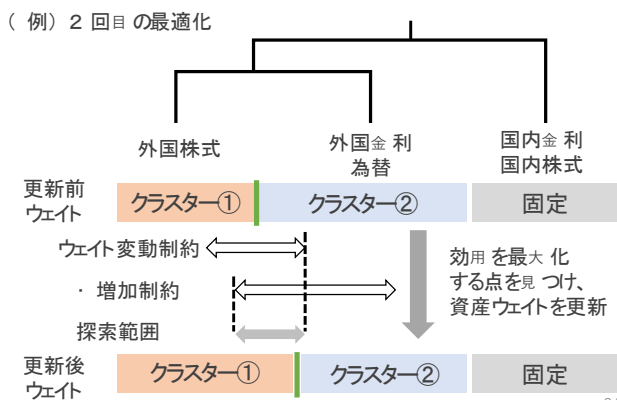 (例)2回目の最適化
外国株式
外国金利
為替
国内金利
国内株式
更新前
ウェイト
クラスター①
クラスター②
固定
ウェイト変動制約
・増加制約
探索範囲
効用を最大化
する点を見つけ、
資産ウェイトを更新
更新後
ウェイト
クラスター①
クラスター②
固定